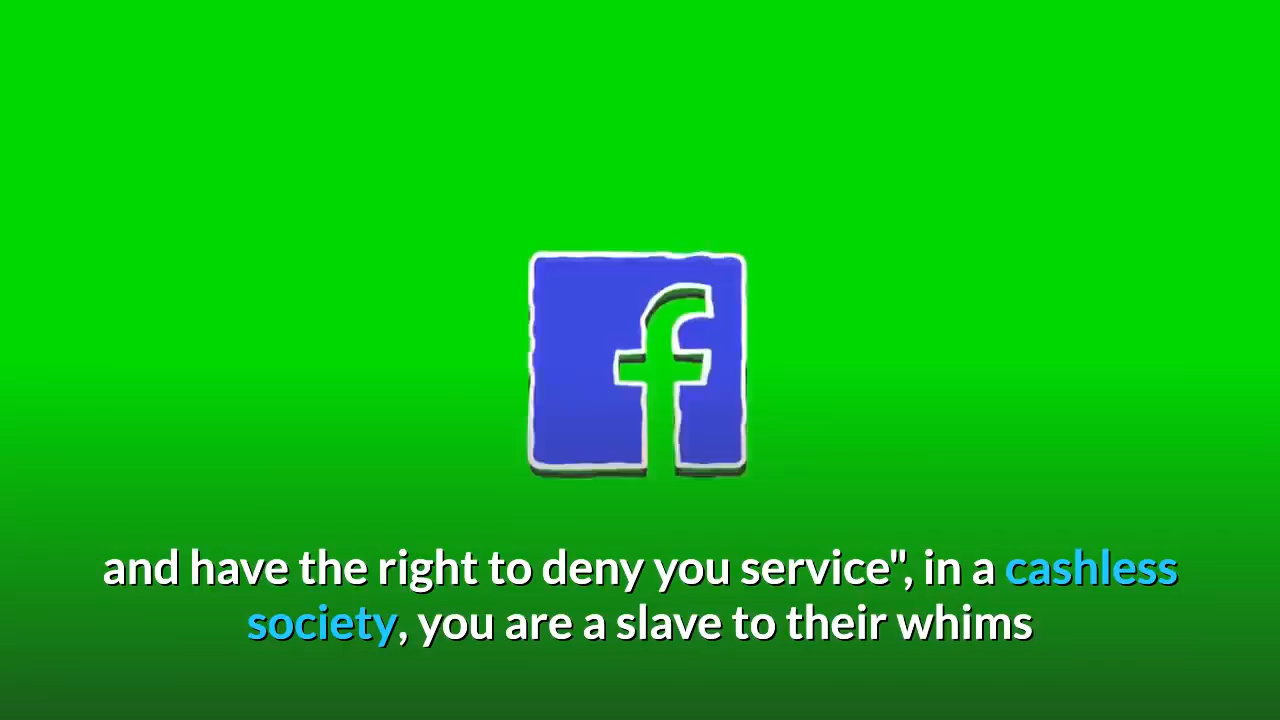 and have the right to deny you service", in a cashless
society, you are a slave to their whims